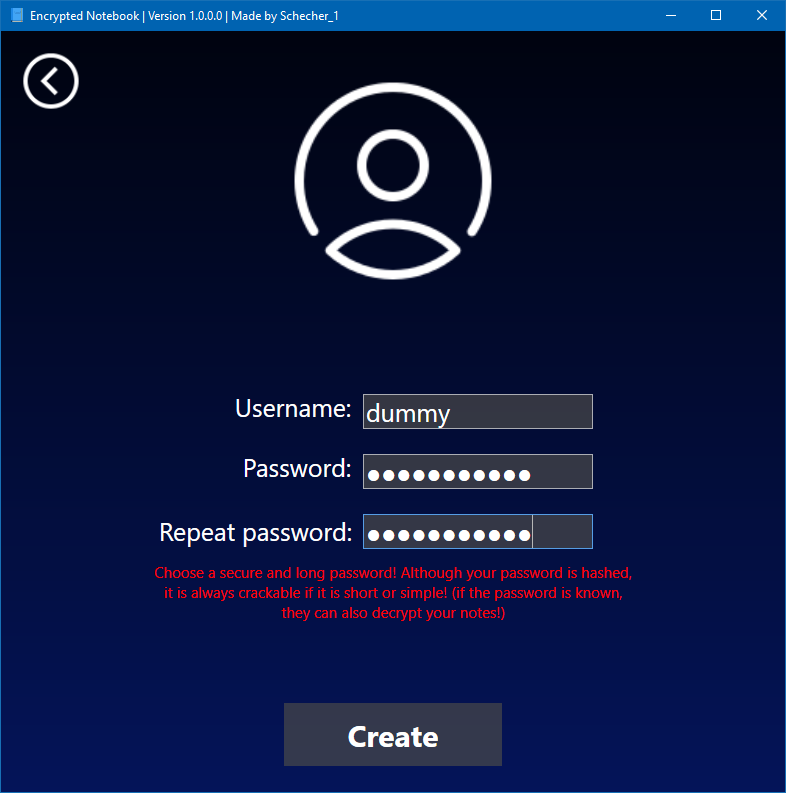 Encrypted Notebook | Version 1.0.0.0 | Made by Schecher_1
Username: dummy
Password: ●●●●●●●●●●●
Repeat password: ●●●●●●●●●●●
Choose a secure and long password! Although your password is hashed,
it is always crackable if it is short or simple! (if the password is known,
they can also decrypt your notes!)
Create